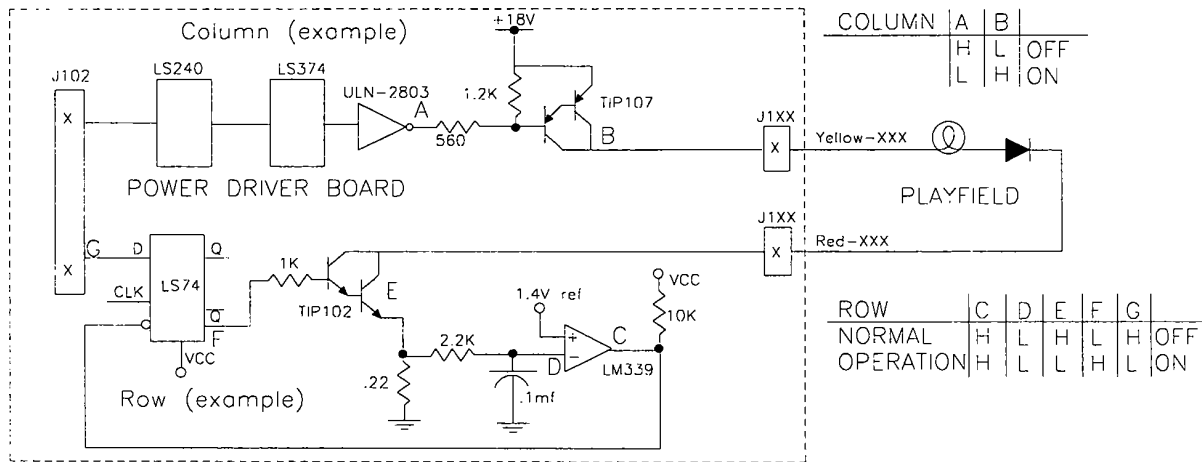 Column (example)
+18V
COLUMN A B
H L OFF
L H ON
J102
LS240
LS374
ULN-2803
A
1.2K
TIP107
560
B
J1XX
X
X
Yellow-XXX
POWER DRIVER BOARD
PLAYFIELD
J1XX
X
X
Red-XXX
G
D
Q
LS74
1K
CLK
TIP102
E
Q
F
VCC
1.4V ref
VCC
10K
+
-
C
D
LM339
2.2K
.22
.1mf
Row (example)
ROW C D E F G
NORMAL H L H L H OFF
OPERATION H L L H L ON